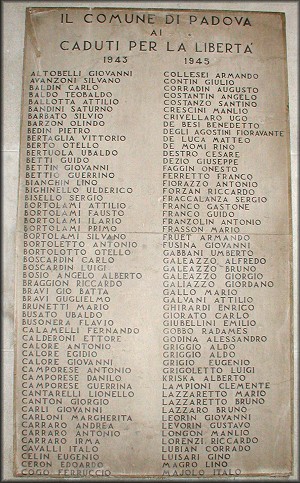 IL COMUNE DI PADOVA
AI
CADUTI PER LA LIBERTÀ
1943 1945
ALTOBELLI GIOVANNI
AVANZONI SILVANO
BALDIN CARLO
BALDO TEOBALDO
BALLOTTA ATTILIO
BANDINI SATURNO
BARBATO SILVIO
BARZON OLINDO
BEDIN PIETRO
BERTAGLIA VITTORIO
BERTO OTELLO
BERTUOLA UBALDO
BETTI GUIDO
BETTIN GIOVANNI
BETTIO GUERRINO
BIANCHIN LINO
BIGHINELLO ULDERICO
BISELLO SERGIO
BORTOLAMI ATTILIO
BORTOLAMI FAUSTO
BORTOLAMI ILARIO
BORTOLAMI PRIMO
BORTOLAMI SILVANO
BORTOLETTO ANTONIO
BORTOLOTTO OTELLO
BOSCARDIN CARLO
BOSCARDIN LUIGI
BOSIO ANGELO ALBERTO
BRAGGION RICCARDO
BRAVI GIO BATTA
BRAVI GUGLIELMO
BRUNETTI MARIO
BUSATO UBALDO
BUSONERA FLAVIO
CALAMELLI FERNANDO
CALDERONI ETTORE
CALORE ANTONIO
CALORE EGIDIO
CALORE GIOVANNI
CAMPORESE ANTONIO
CAMPORESE DANILO
CAMPORESE GUERRINA
CANTARELLI LIONELLO
CANTON GIORGIO
CARLI GIOVANNI
CARLONI MARGHERITA
CARRARO ANDREA
CARRARO ANTONIO
CARRARO IRMA
CAVALLI ITALO
CELIN EUGENIO
CERON EDOARDO
COGO FERRUCCIO
COLLESEI ARMANDO
CONTIN GIULIO
CORRADIN AUGUSTO
COSTANTIN ANGELO
COSTANZO SANTINO
CRESCINI MANLIO
CRIVELLARO UGO
DE BESI BENEDETTO
DEGLI AGOSTINI FIORAVANTE
DE LUCA MATTEO
DE MOMI RINO
DESTRO CESARE
DEZIO GIUSEPPE
FAGGIN ONESTO
FERRETTO FRANCO
FIORAZZO ANTONIO
FORZAN RICCARDO
FRACCALANZA SERGIO
FRANCO GASTONE
FRANCO GUIDO
FRANZOLIN ANTONIO
FRASSON MARIO
FRUET ARMANDO
FUSINA GIOVANNI
GABBANI UMBERTO
GALEAZZO ALFREDO
GALEAZZO BRUNO
GALEAZZO GIORGIO
GALIAZZO GIORDANO
GALLO MARIO
GALVANI ATTILIO
GHIRARDI ENRICO
GIORATO CARLO
GIUBELLINI EMILIO
GOBBO RADAMES
GODINA ALESSANDRO
GRIGGIO ALDO
GRIGGIO ALDO
GRIGIO EUGENIO
GRIGOLETTO LUIGI
KRISKA ALBERTO
LAMPIONI CLEMENTE
LAZZARETTO MARIO
LAZZARETTO BRUNO
LAZZARO BRUNO
LEORIN GIOVANNI
LEVORIN GUSTAVO
LONGON MANLIO
LORENZI RICCARDO
LUBIAN CORRADO
LUISARI GINO
MAGRO LINO
MAJOLO ITALO